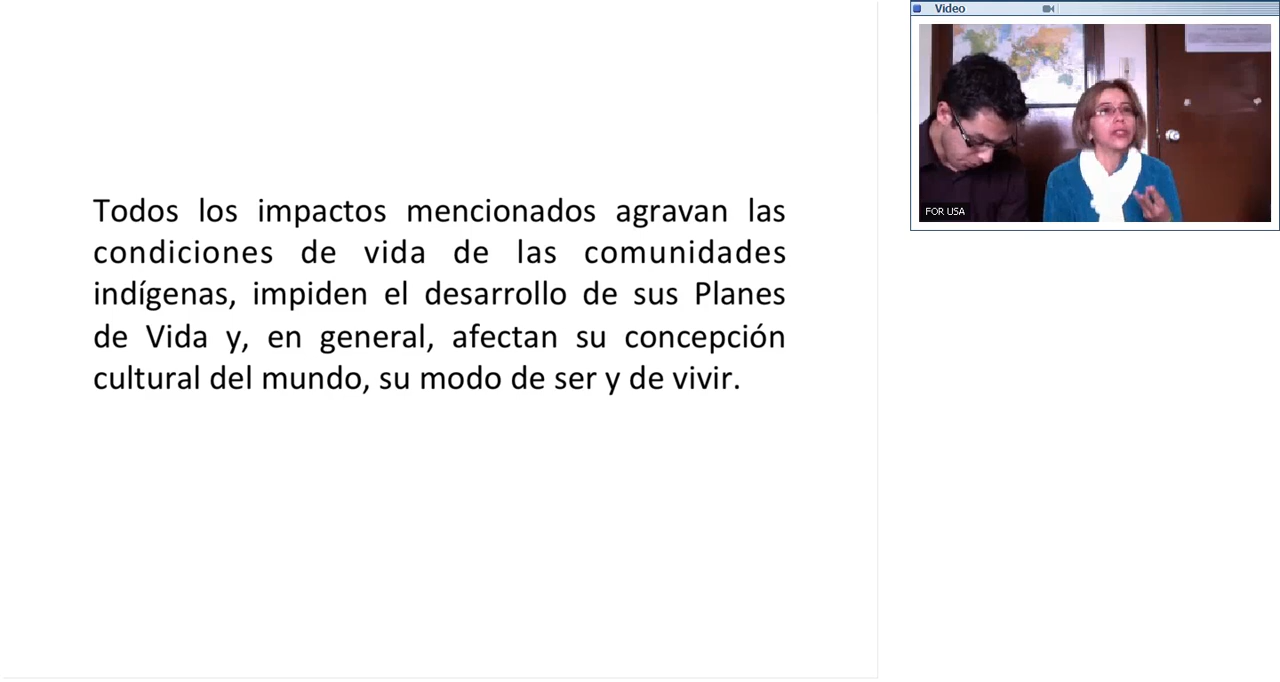 Video
FOR USA
Todos los impactos mencionados agravan las
condiciones de vida de las comunidades
indígenas, impiden el desarrollo de sus Planes
de Vida y, en general, afectan su concepción
cultural del mundo, su modo de ser y de vivir.